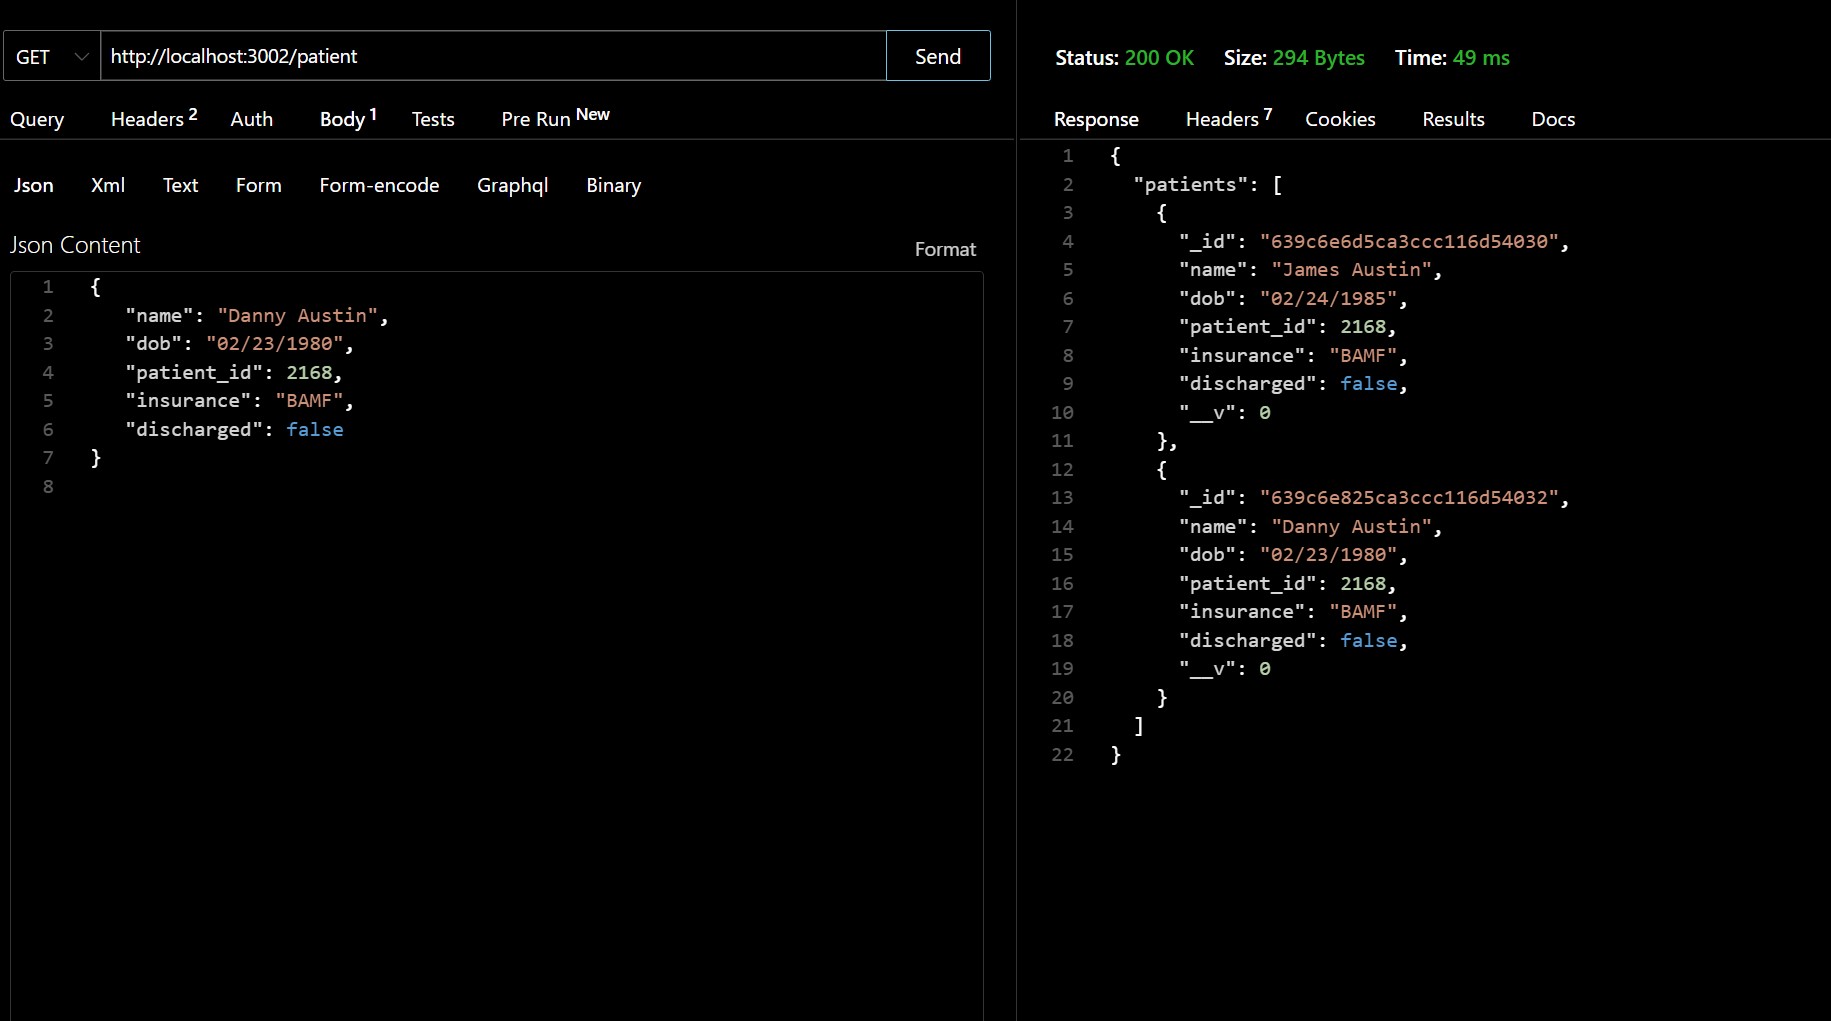 GET http://localhost:3002/patient Send
Query Headers 2 Auth Body 1 Tests Pre Run New
Json Xml Text Form Form-encode Graphql Binary
Json Content Format
1 {
2 "name": "Danny Austin",
3 "dob": "02/23/1980",
4 "patient_id": 2168,
5 "insurance": "BAMF",
6 "discharged": false
7 }
8
Status: 200 OK Size: 294 Bytes Time: 49 ms
Response Headers 7 Cookies Results Docs
1 {
2 "patients": [
3 {
4 "_id": "639c6e6d5ca3ccc116d54030",
5 "name": "James Austin",
6 "dob": "02/24/1985",
7 "patient_id": 2168,
8 "insurance": "BAMF",
9 "discharged": false,
10 "__v": 0
11 },
12 {
13 "_id": "639c6e825ca3ccc116d54032",
14 "name": "Danny Austin",
15 "dob": "02/23/1980",
16 "patient_id": 2168,
17 "insurance": "BAMF",
18 "discharged": false,
19 "__v": 0
20 }
21 ]
22 }